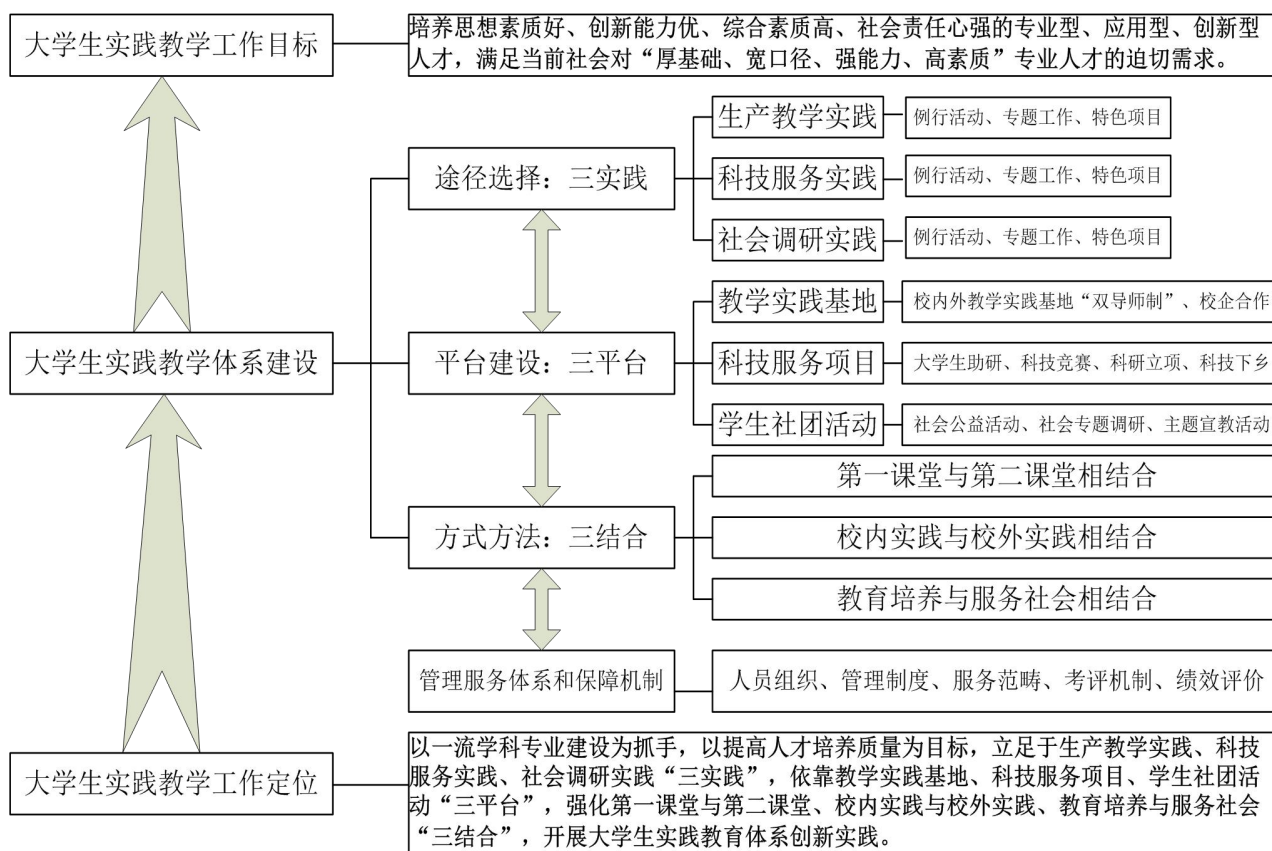 大学生实践教学工作目标
培养思想素质好、创新能力优、综合素质高、社会责任心强的专业型、应用型、创新型
人才，满足当前社会对“厚基础、宽口径、强能力、高素质”专业人才的迫切需求。
生产教学实践
例行活动、专题工作、特色项目
途径选择：三实践
科技服务实践
例行活动、专题工作、特色项目
社会调研实践
例行活动、专题工作、特色项目
教学实践基地
校内外教学实践基地“双导师制”、校企合作
大学生实践教学体系建设
平台建设：三平台
科技服务项目
大学生助研、科技竞赛、科研立项、科技下乡
学生社团活动
社会公益活动、社会专题调研、主题宣教活动
第一课堂与第二课堂相结合
方式方法：三结合
校内实践与校外实践相结合
教育培养与服务社会相结合
管理服务体系和保障机制
人员组织、管理制度、服务范畴、考评机制、绩效评价
大学生实践教学工作定位
以一流学科专业建设为抓手，以提高人才培养质量为目标，立足于生产教学实践、科技
服务实践、社会调研实践“三实践”，依靠教学实践基地、科技服务项目、学生社团活
动“三平台”，强化第一课堂与第二课堂、校内实践与校外实践、教育培养与服务社会
“三结合”，开展大学生实践教育体系创新实践。